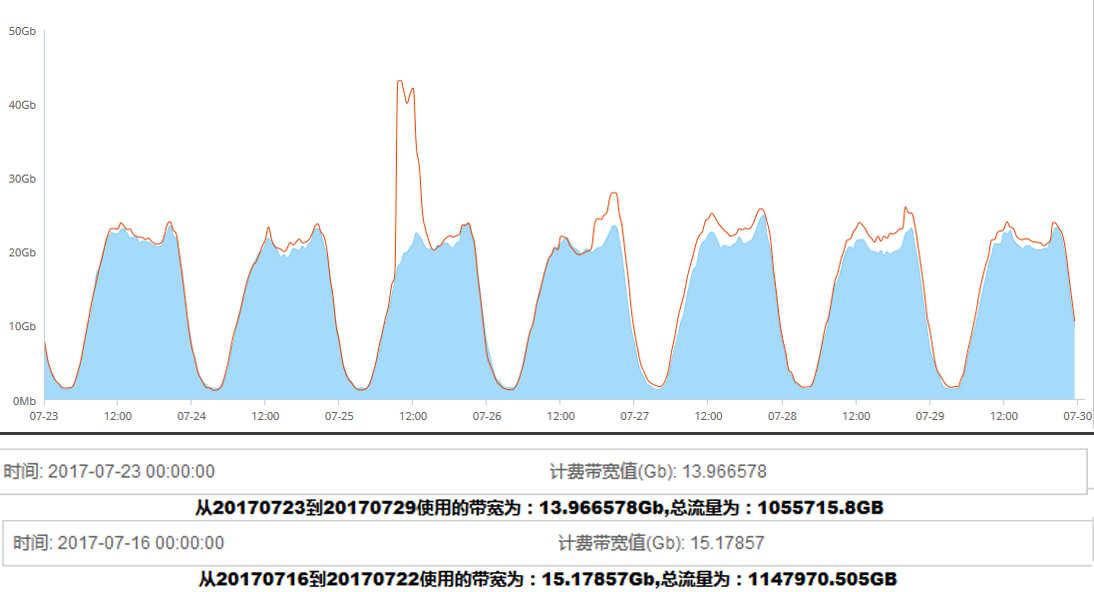 50Gb
40Gb
30Gb
20Gb
10Gb
0Mb
07-23 12:00 07-24 12:00 07-25 12:00 07-26 12:00 07-27 12:00 07-28 12:00 07-29 12:00 07-30
时间: 2017-07-23 00:00:00 计费带宽值(Gb): 13.966578
从20170723到20170729使用的带宽为：13.966578Gb,总流量为：1055715.8GB
时间: 2017-07-16 00:00:00 计费带宽值(Gb): 15.17857
从20170716到20170722使用的带宽为：15.17857Gb,总流量为：1147970.505GB